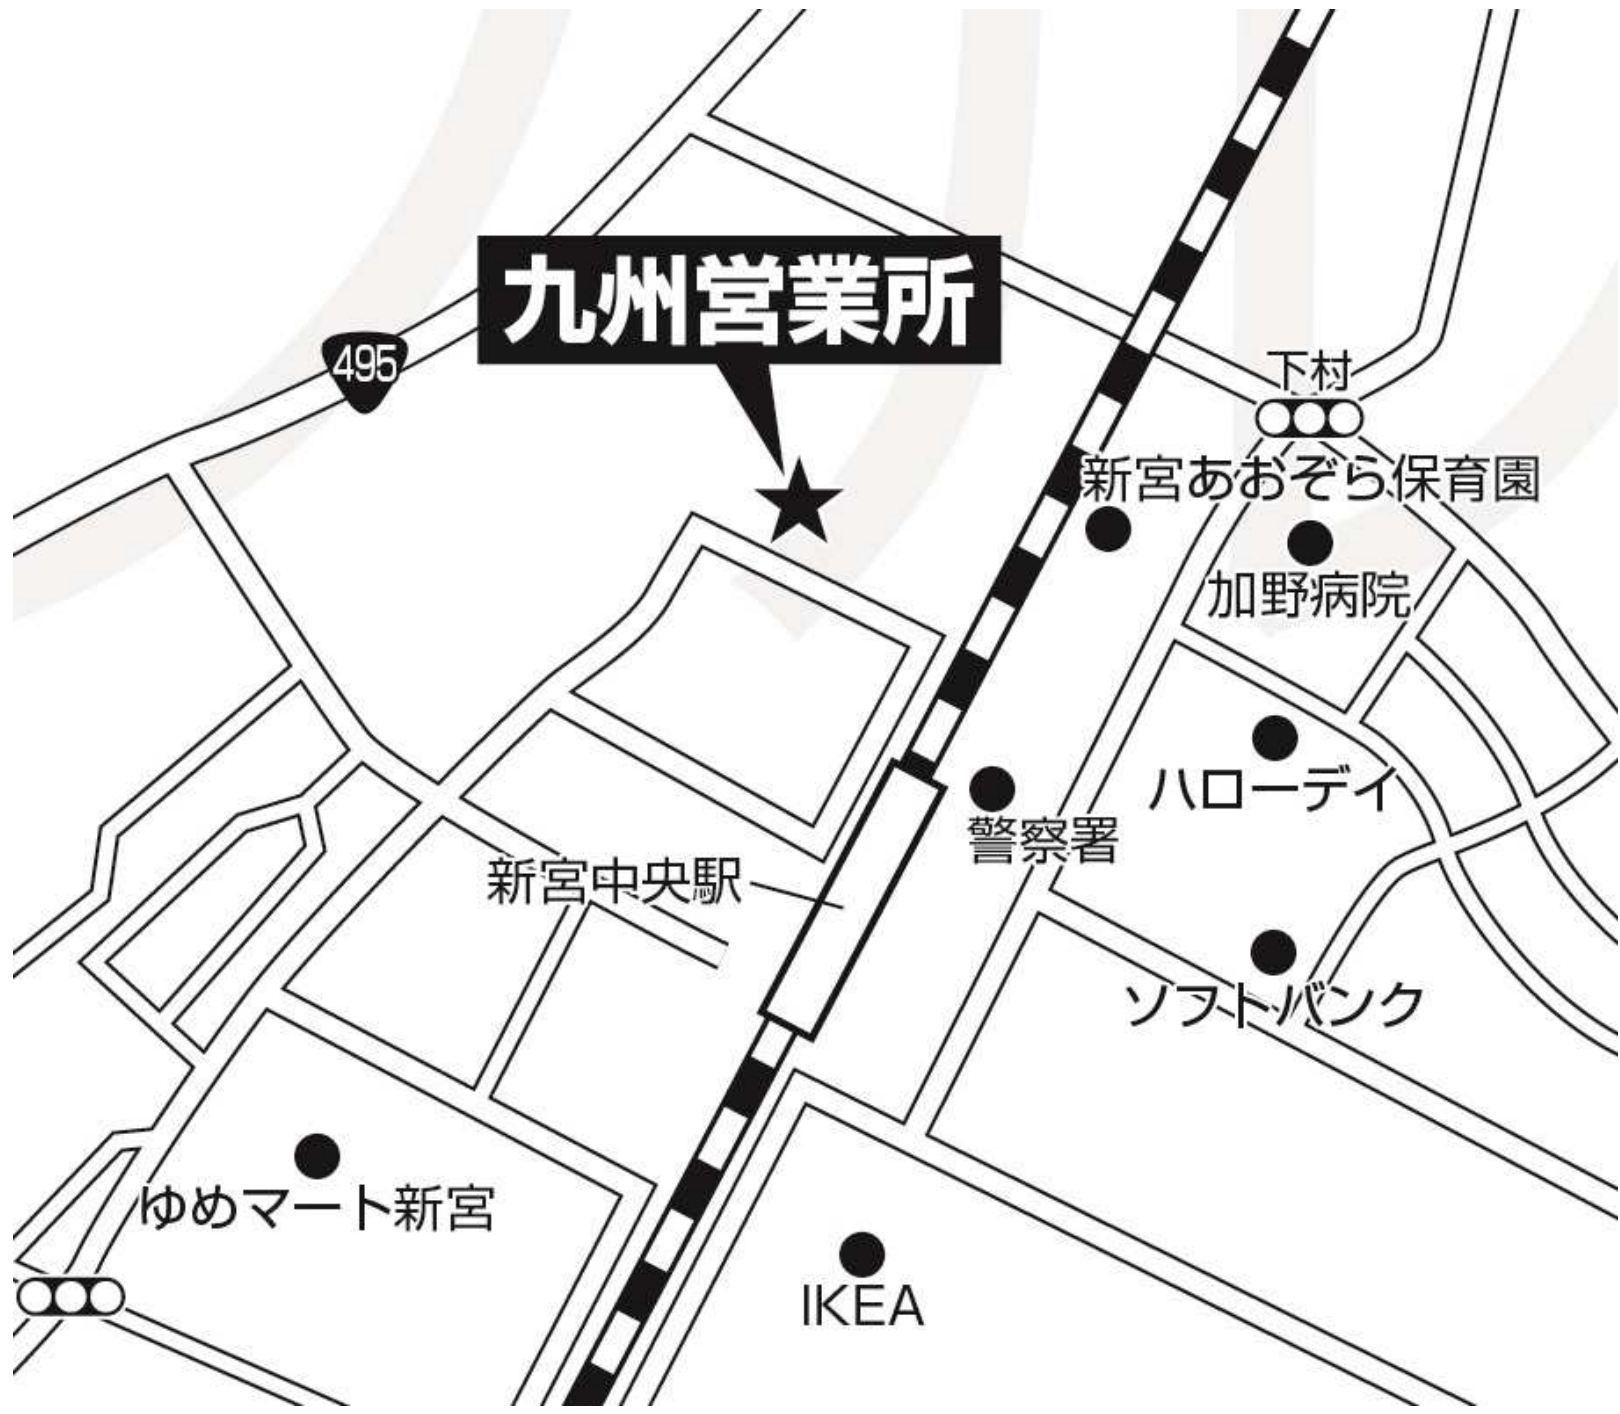 九州営業所
495
下村
新宮あおぞら保育園
加野病院
ハローデイ
警察署
新宮中央駅
ソフトバンク
ゆめマート新宮
IKEA